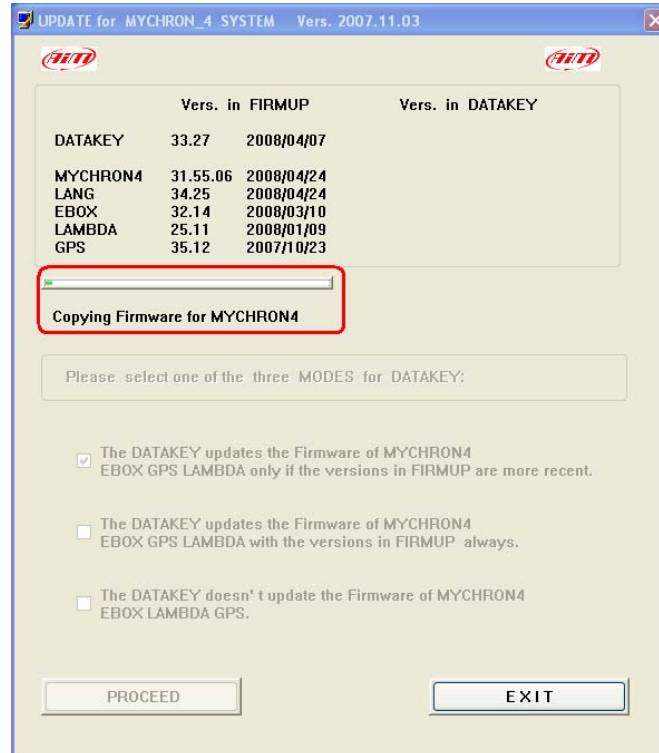 UPDATE for MYCHRON_4 SYSTEM Vers. 2007.11.03
AiM AiM
Vers. in FIRMUP Vers. in DATAKEY
DATAKEY 33.27 2008/04/07
MYCHRON4 31.55.06 2008/04/24
LANG 34.25 2008/04/24
EBOX 32.14 2008/03/10
LAMBDA 25.11 2008/01/09
GPS 35.12 2007/10/23
Copying Firmware for MYCHRON4
Please select one of the three MODES for DATAKEY:
The DATAKEY updates the Firmware of MYCHRON4
EBOX GPS LAMBDA only if the versions in FIRMUP are more recent.
The DATAKEY updates the Firmware of MYCHRON4
EBOX GPS LAMBDA with the versions in FIRMUP always.
The DATAKEY doesn' t update the Firmware of MYCHRON4
EBOX LAMBDA GPS.
PROCEED EXIT